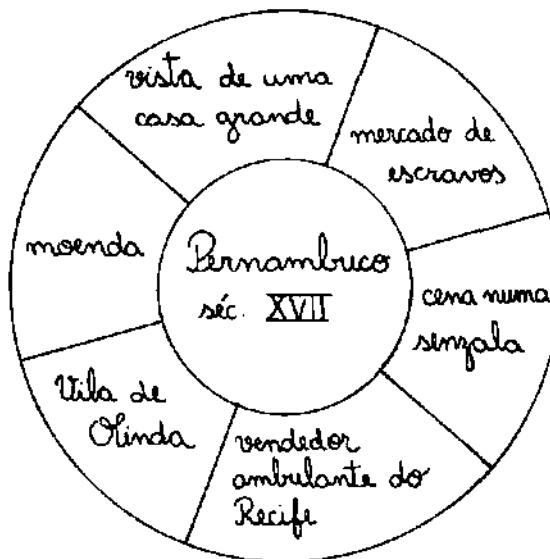 vista de uma
casa grande
mercado de
escravos
cena numa
senzala
vendedor
ambulante do
Recife
Vila de
Olinda
moenda
Pernambuco
séc. XVII